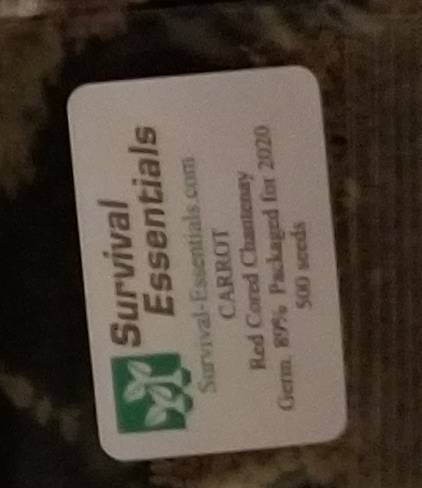 Survival
Essentials
Survival-Essentials.com
CARROT
Red Cored Chantenay
Germ. 89% Packaged for 2020
500 seeds